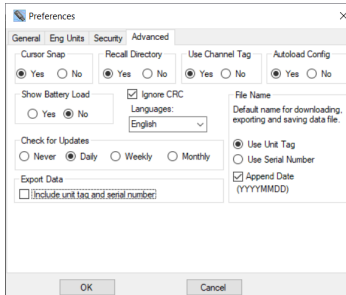 Preferences
General Eng Units Security Advanced
Cursor Snap Recall Directory Use Channel Tag Autoload Config
Yes No Yes No Yes No Yes No
Show Battery Load Ignore CRC File Name
Yes No Languages: Default name for downloading,
English exporting and saving data file.
Check for Updates Use Unit Tag
Never Daily Weekly Monthly Use Serial Number
Export Data Append Date
Include unit tag and serial number (YYYYMMDD)
OK Cancel